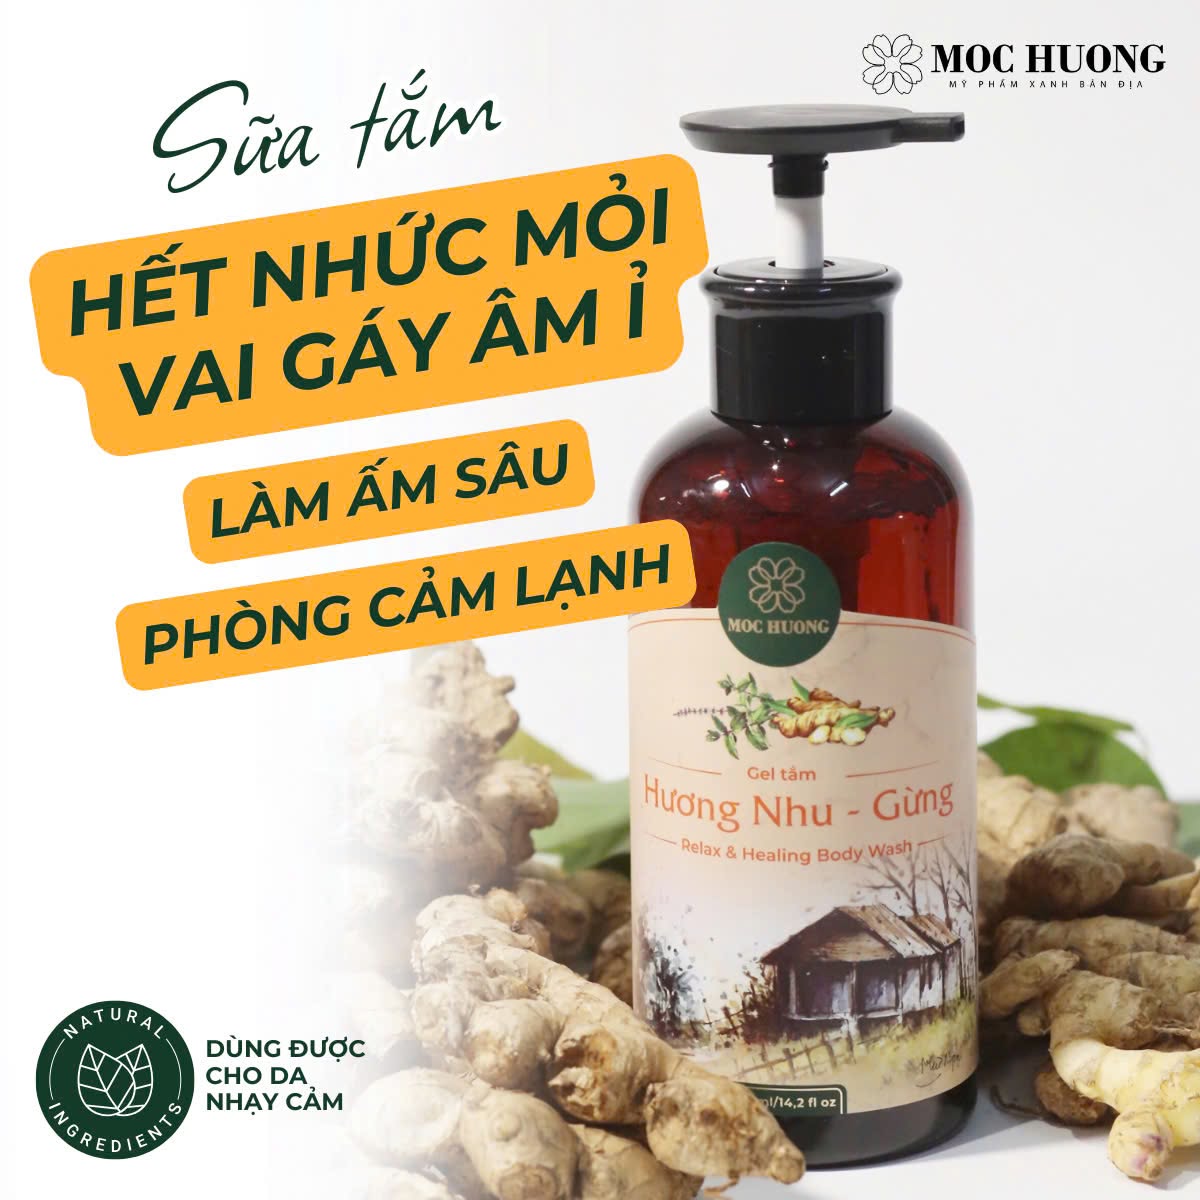 MOC HUONG
MỸ PHẨM XANH BẢN ĐỊA
Sữa tắm
HẾT NHỨC MỎI
VAI GÁY ÂM Ỉ
LÀM ẤM SÂU
PHÒNG CẢM LẠNH
MOC HUONG
Gel tắm
Hương Nhu - Gừng
Relax & Healing Body Wash
ml/14,2 fl oz
NATURAL
INGREDIENTS
DÙNG ĐƯỢC
CHO DA
NHẠY CẢM